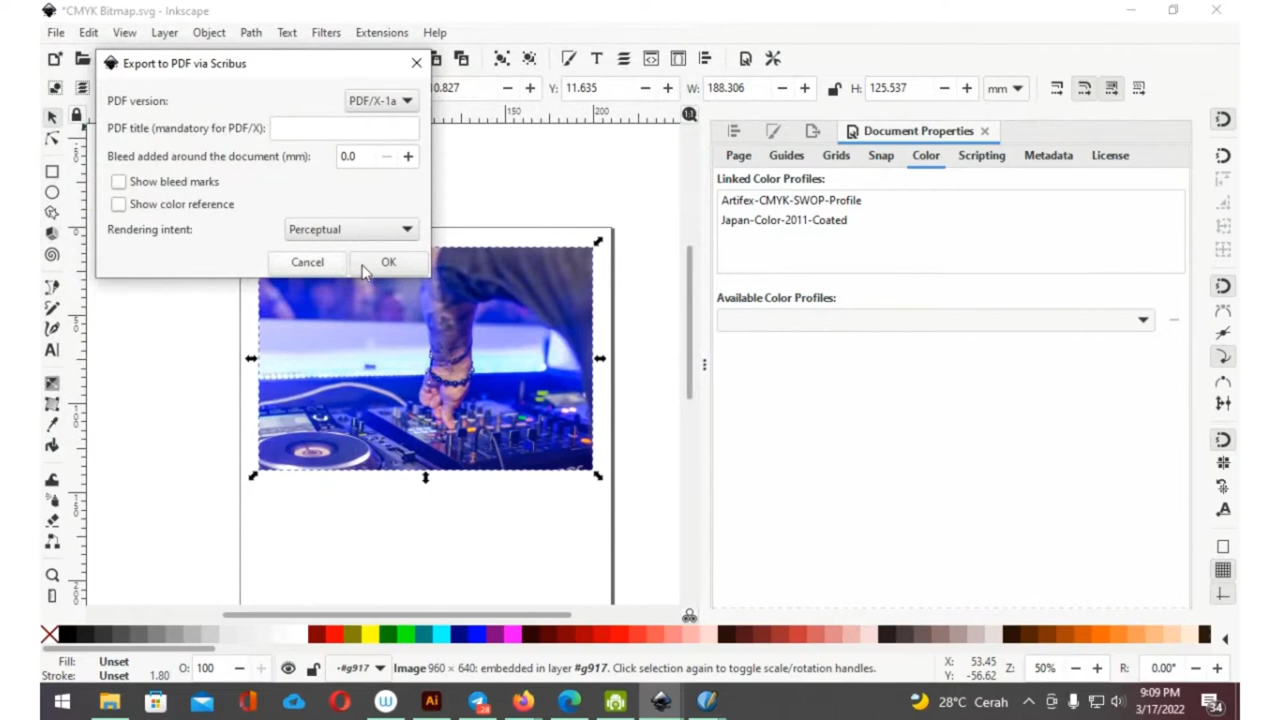 *CMYK Bitmap.svg - Inkscape
File Edit View Layer Object Path Text Filters Extensions Help
Export to PDF via Scribus
PDF version: PDF/X-1a
PDF title (mandatory for PDF/X):
Bleed added around the document (mm): 0.0
Show bleed marks
Show color reference
Rendering intent: Perceptual
Cancel OK
0.827 Y: 11.635 W: 188.306 H: 125.537 mm
150 200
Document Properties
Page Guides Grids Snap Color Scripting Metadata License
Linked Color Profiles:
Artifex-CMYK-SWOP-Profile
Japan-Color-2011-Coated
Available Color Profiles:
Fill: Unset
Stroke: Unset 1.80
O: 100
#g917
Image 960 × 640: embedded in layer #g917. Click selection again to toggle scale/rotation handles.
X: 53.45
Y: -56.62
Z: 50%
R: 0.00°
28°C Cerah
9:09 PM
3/17/2022
34